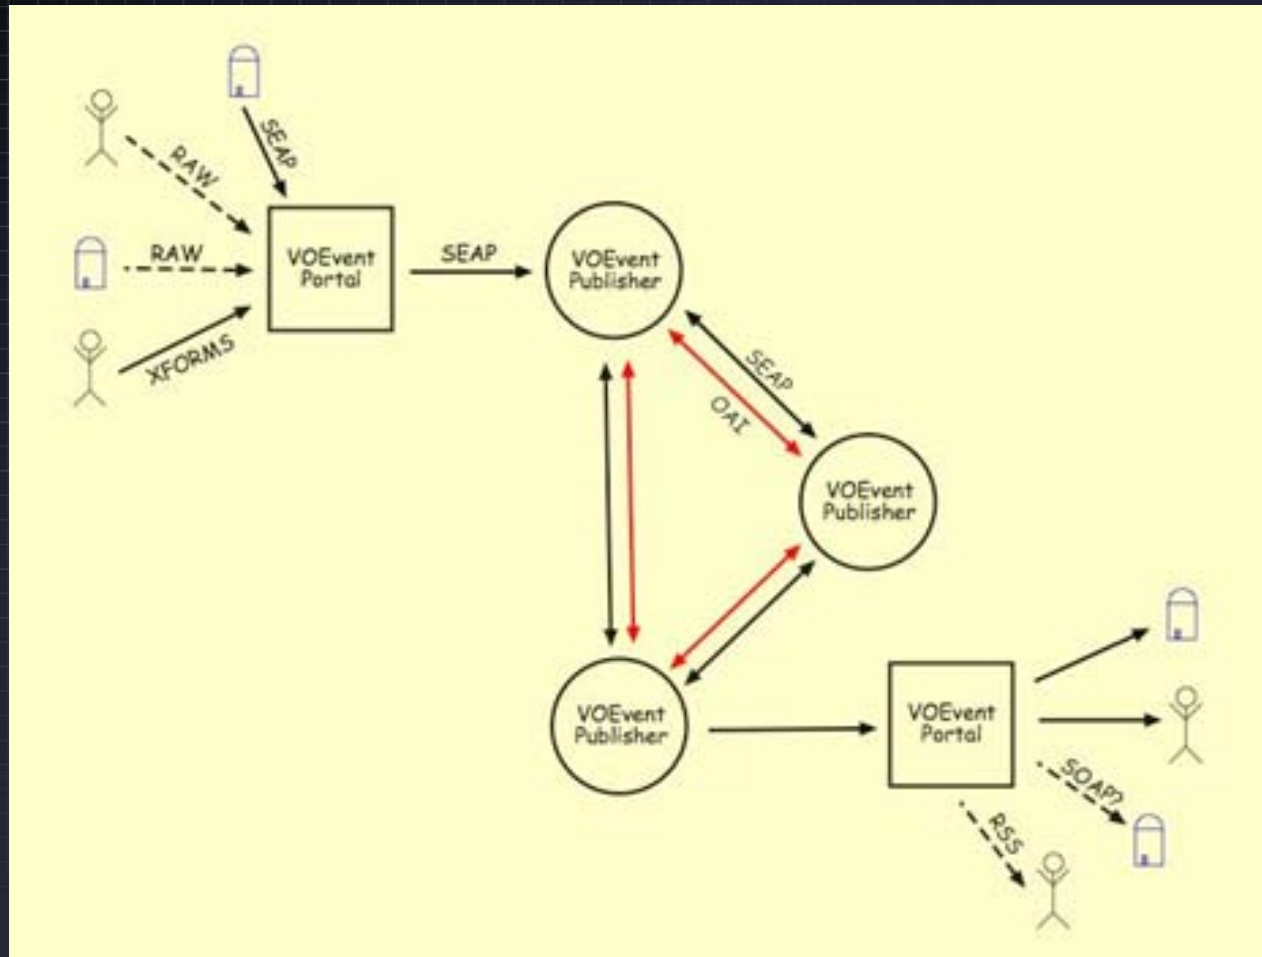 SEAP
RAW
RAW
XFORMS
VOEvent
Portal
SEAP
VOEvent
Publisher
SEAP
OAI
VOEvent
Publisher
VOEvent
Publisher
VOEvent
Portal
SOAP?
RSS